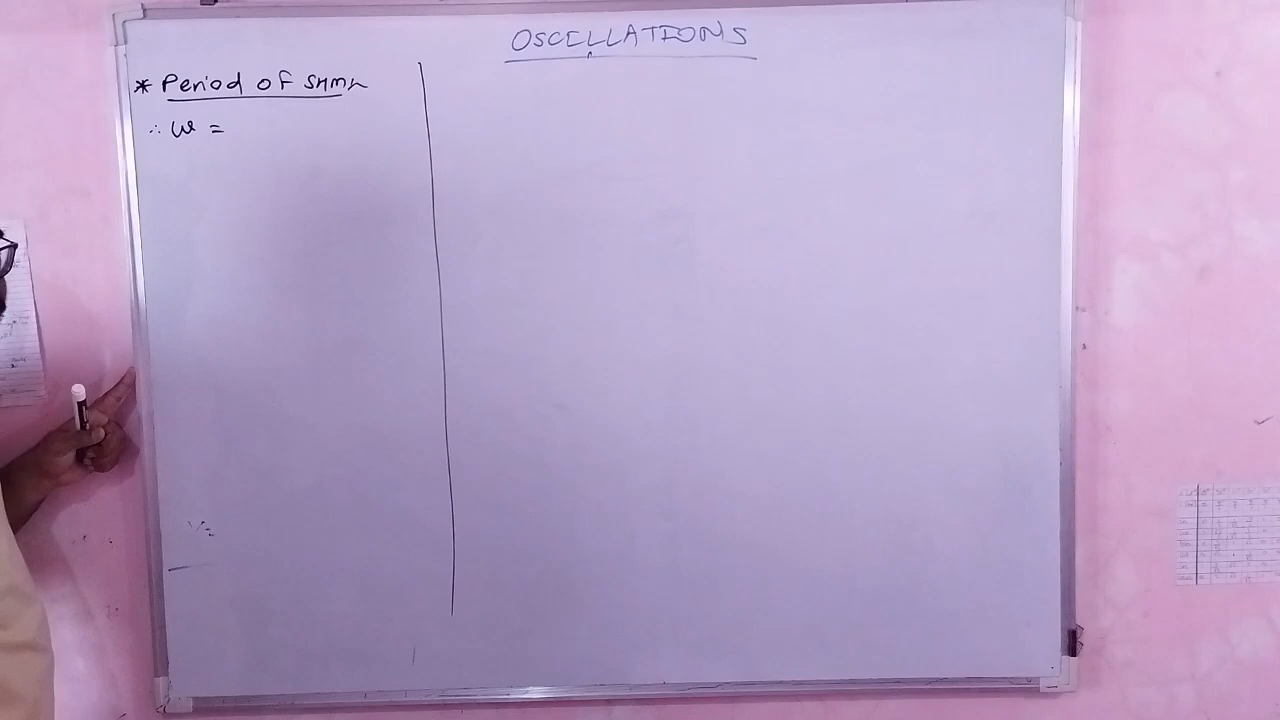 OSCILLATIONS
* Period of SHM:-
∴ ω =